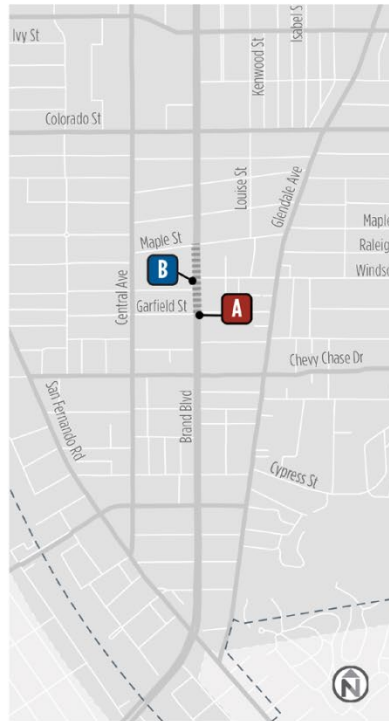 Ivy St
Kenwood St
Isabel S
Colorado St
Louise St
Glendale Ave
Maple St
Maple
Raleig
Windso
B
Central Ave
Garfield St
A
Chevy Chase Dr
San Fernando Rd
Brand Blvd
Cypress St
N